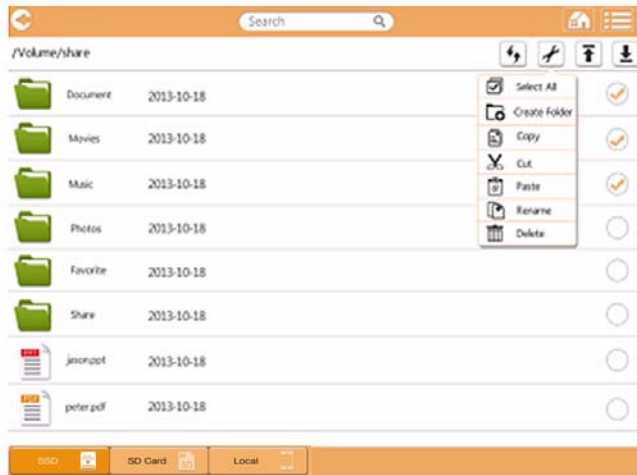 Search
/Volume/share
Select All
Document 2013-10-18
Create Folder
Movies 2013-10-18
Copy
Cut
Music 2013-10-18
Paste
Rename
Photos 2013-10-18
Delete
Favorite 2013-10-18
Share 2013-10-18
PPT
jason.ppt 2013-10-18
PDF
peter.pdf 2013-10-18
SSD SD Card Local